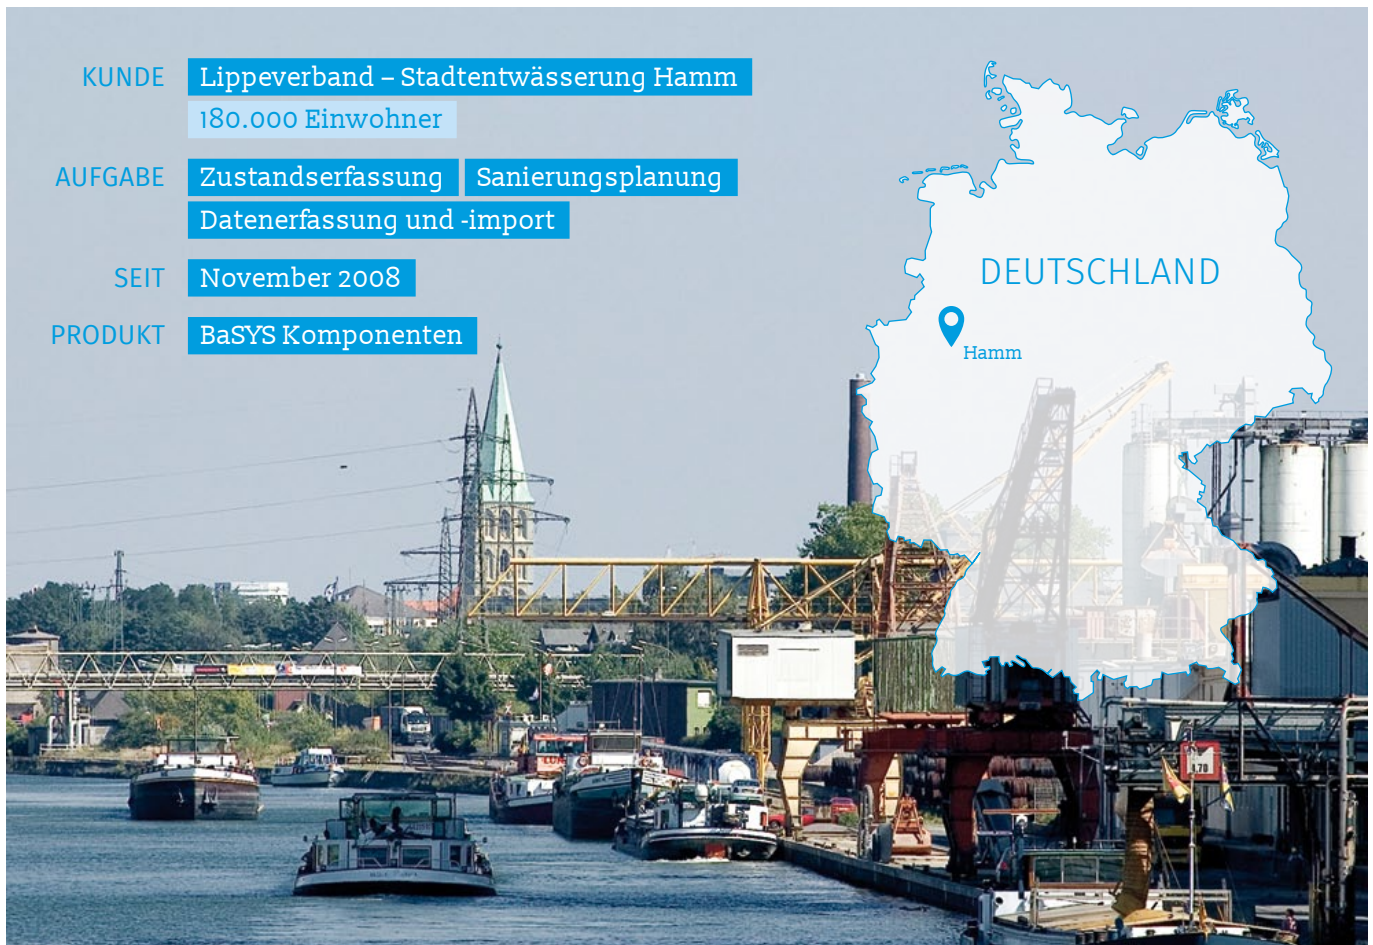 KUNDE Lippeverband – Stadtentwässerung Hamm
180.000 Einwohner
AUFGABE Zustandserfassung Sanierungsplanung
Datenerfassung und -import
SEIT November 2008
PRODUKT BaSYS Komponenten
DEUTSCHLAND
Hamm